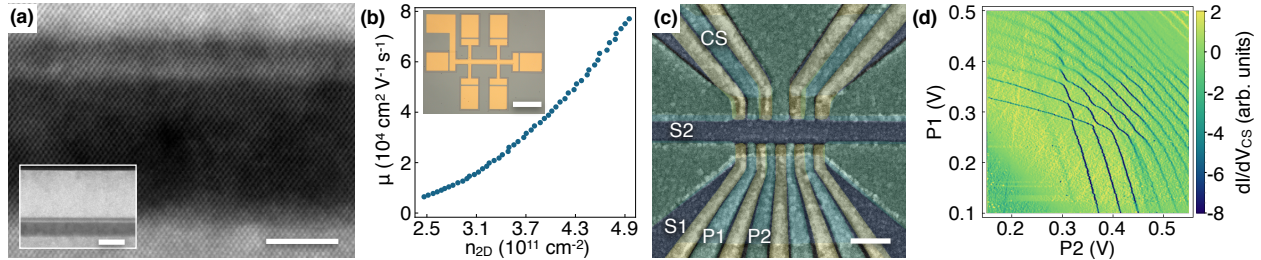 (a)
(b)
μ (10⁴ cm² V⁻¹ s⁻¹)
8
6
4
2
0
2.5 3.1 3.7 4.3 4.9
n2D (10¹¹ cm⁻²)
(c)
CS
S2
S1
P1
P2
(d)
P1 (V)
0.5
0.4
0.3
0.2
0.1
0.2 0.3 0.4 0.5
P2 (V)
2
0
-2
-4
-6
-8
dI/dVCS (arb. units)